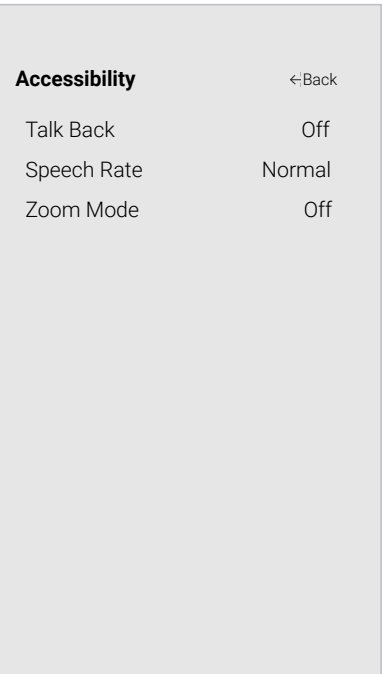 Accessibility ←Back
Talk Back Off
Speech Rate Normal
Zoom Mode Off